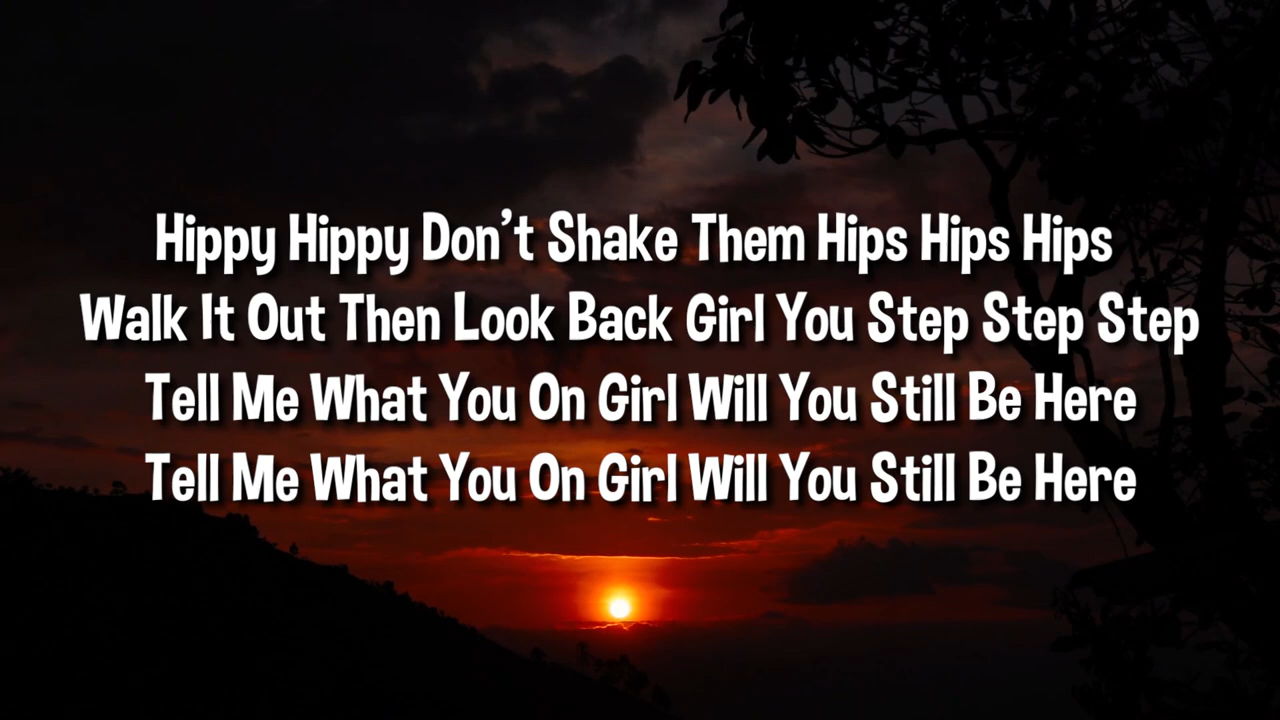 Hippy Hippy Don't Shake Them Hips Hips Hips
Walk It Out Then Look Back Girl You Step Step Step
Tell Me What You On Girl Will You Still Be Here
Tell Me What You On Girl Will You Still Be Here